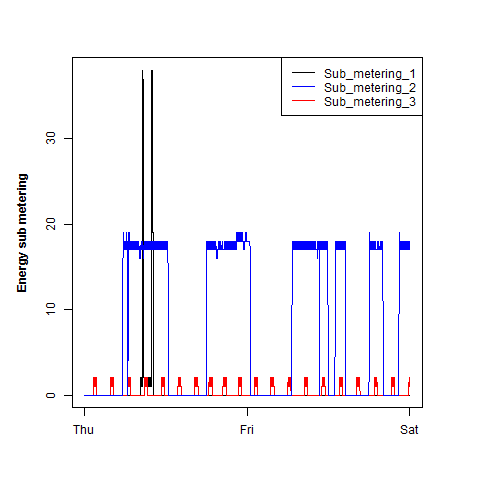 Sub_metering_1
Sub_metering_2
Sub_metering_3
Energy sub metering
30
20
10
0
Thu Fri Sat